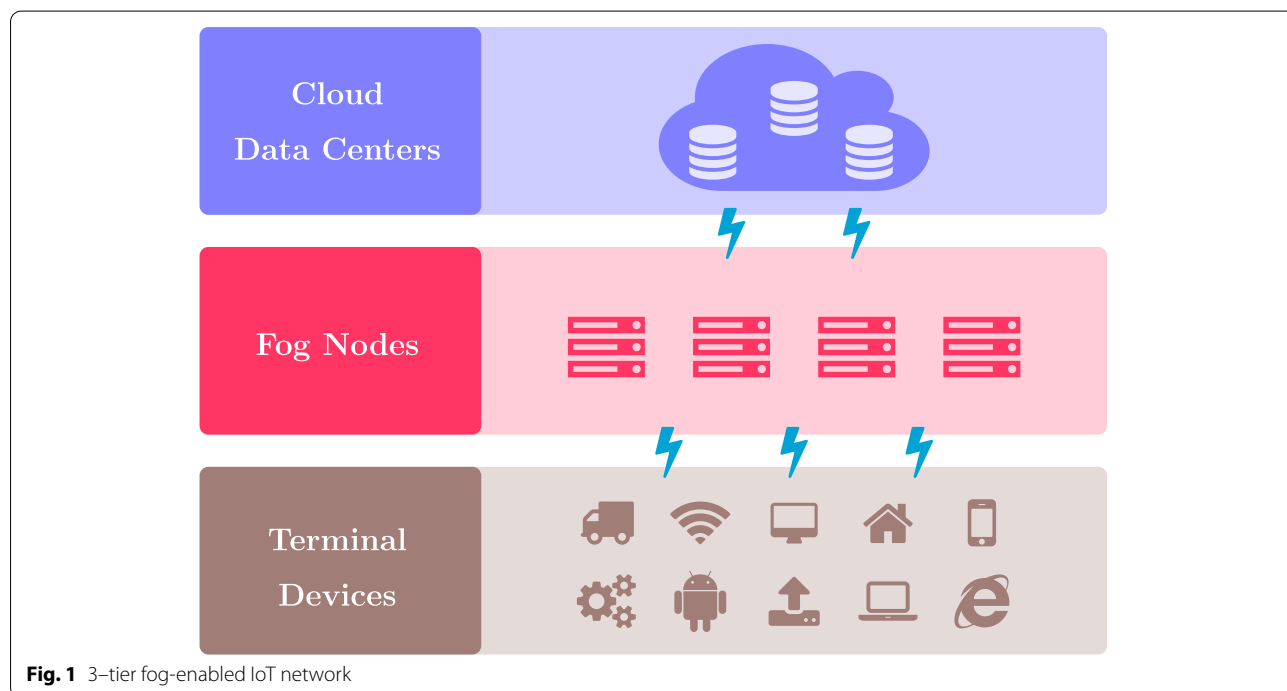 Cloud
Data Centers
Fog Nodes
Terminal
Devices
Fig. 1 3–tier fog-enabled IoT network